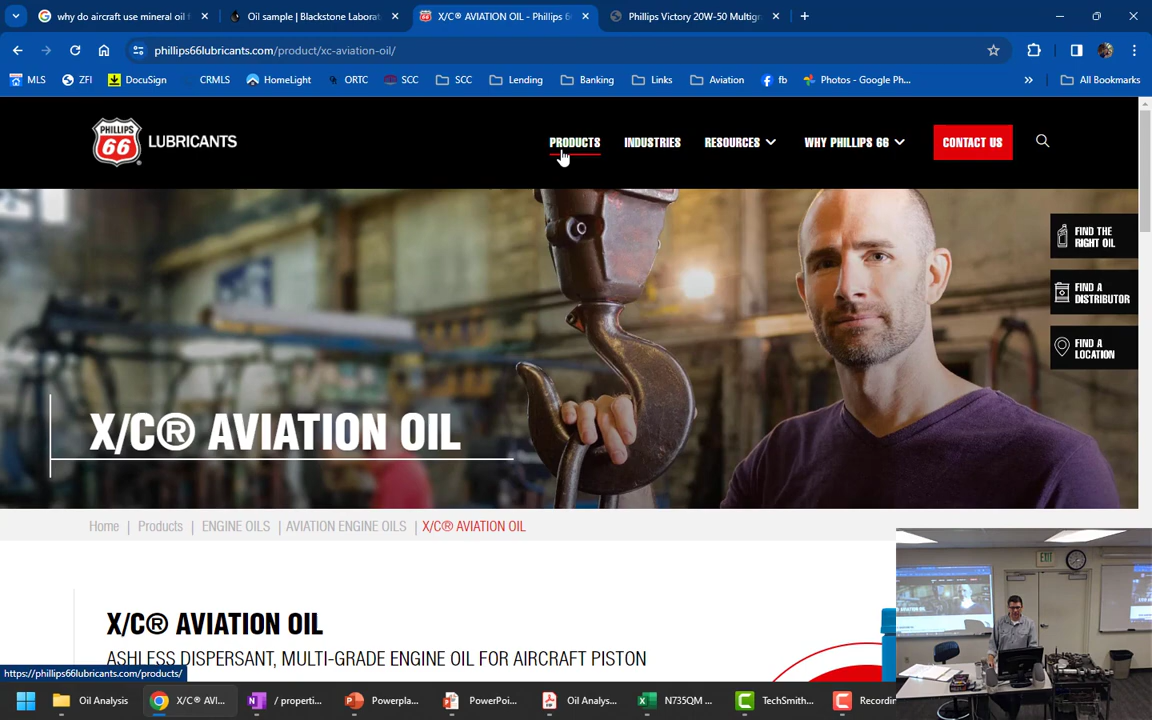 why do aircraft use mineral oil f
Oil sample | Blackstone Laborat
X/C® AVIATION OIL - Phillips 6
Phillips Victory 20W-50 Multigra
phillips66lubricants.com/product/xc-aviation-oil/
MLS
ZFI
DocuSign
CRMLS
HomeLight
ORTC
SCC
SCC
Lending
Banking
Links
Aviation
fb
Photos - Google Ph...
All Bookmarks
PHILLIPS
66
LUBRICANTS
PRODUCTS
INDUSTRIES
RESOURCES
WHY PHILLIPS 66
CONTACT US
FIND THE
RIGHT OIL
FIND A
DISTRIBUTOR
FIND A
LOCATION
X/C® AVIATION OIL
Home | Products | ENGINE OILS | AVIATION ENGINE OILS | X/C® AVIATION OIL
X/C® AVIATION OIL
ASHLESS DISPERSANT, MULTI-GRADE ENGINE OIL FOR AIRCRAFT PISTON
EXIT
https://phillips66lubricants.com/products/
Oil Analysis
X/C® AVI...
/ properti...
Powerpla...
PowerPoi...
Oil Analys...
N735QM ...
TechSmith...
Recordin